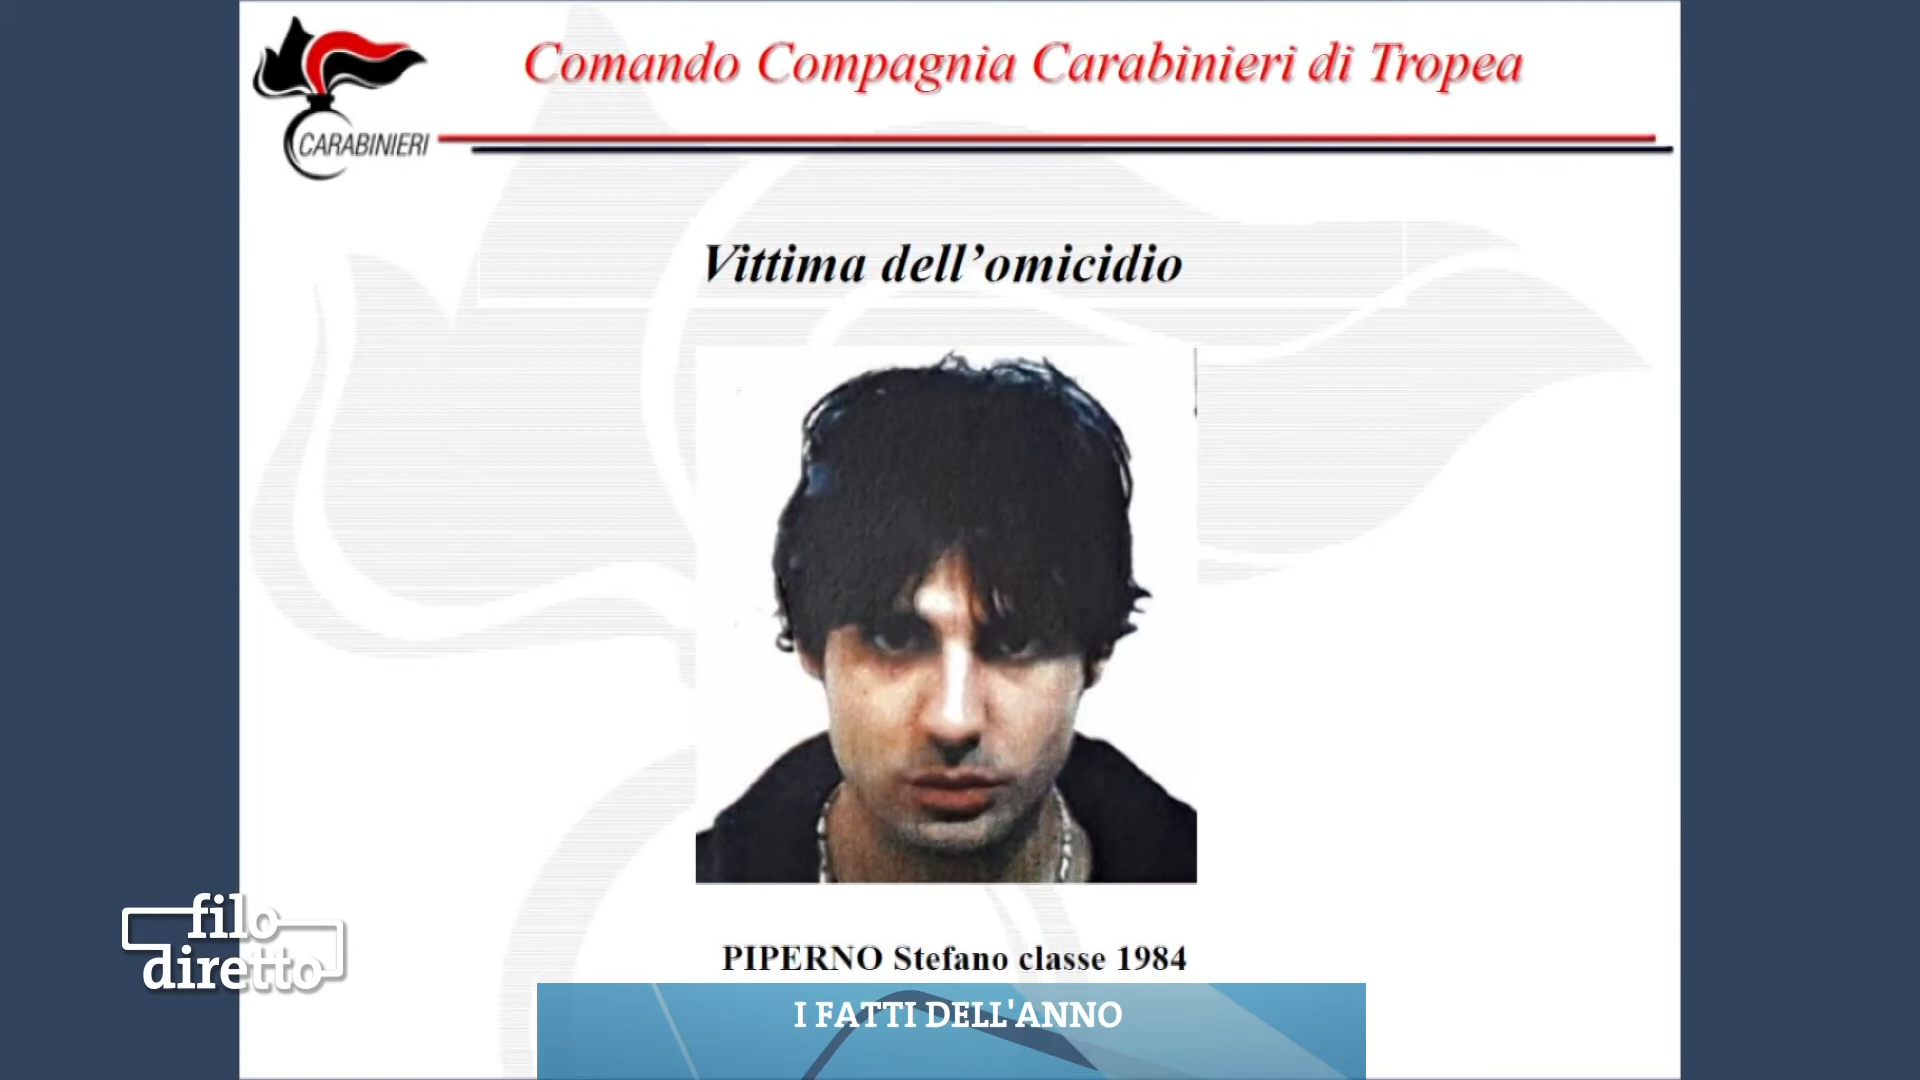 Comando Compagnia Carabinieri di Tropea
CARABINIERI
Vittima dell'omicidio
PIPERNO Stefano classe 1984
filo
diretto
I FATTI DELL'ANNO